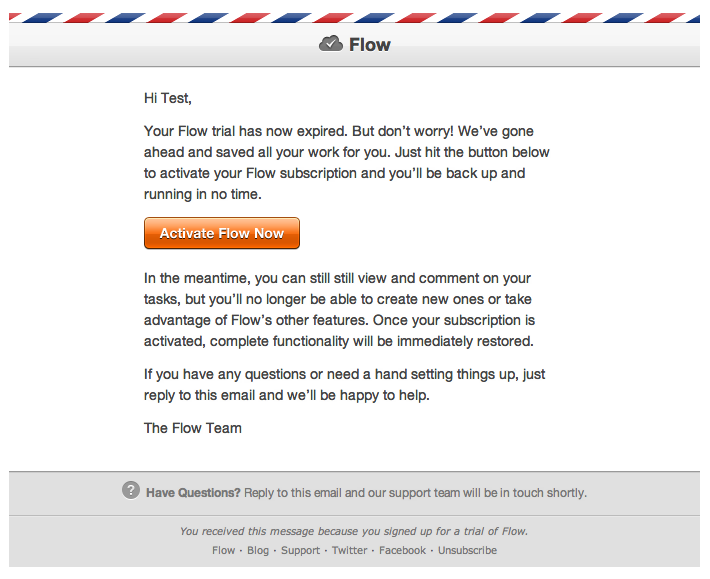 Flow
Hi Test,
Your Flow trial has now expired. But don’t worry! We’ve gone
ahead and saved all your work for you. Just hit the button below
to activate your Flow subscription and you’ll be back up and
running in no time.
Activate Flow Now
In the meantime, you can still still view and comment on your
tasks, but you’ll no longer be able to create new ones or take
advantage of Flow’s other features. Once your subscription is
activated, complete functionality will be immediately restored.
If you have any questions or need a hand setting things up, just
reply to this email and we’ll be happy to help.
The Flow Team
? Have Questions? Reply to this email and our support team will be in touch shortly.
You received this message because you signed up for a trial of Flow.
Flow · Blog · Support · Twitter · Facebook · Unsubscribe